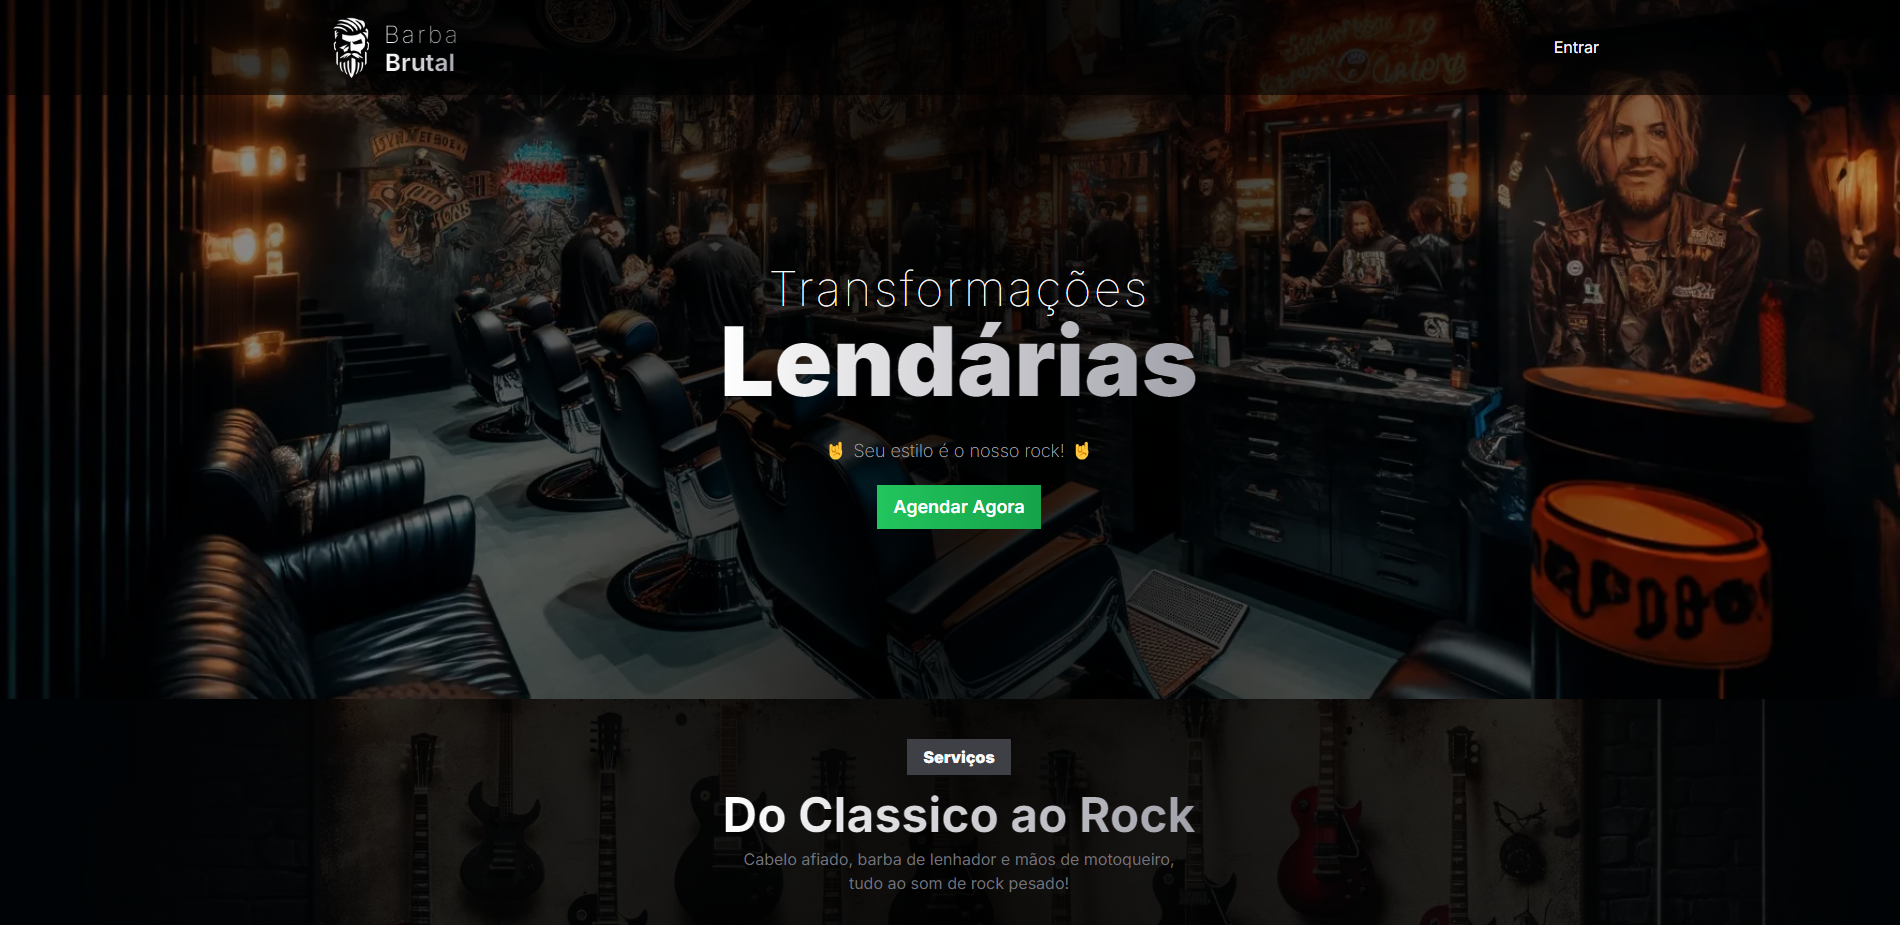 Barba
Brutal
Entrar
Transformações
Lendárias
🤘 Seu estilo é o nosso rock! 🤘
Agendar Agora
Serviços
Do Classico ao Rock
Cabelo afiado, barba de lenhador e mãos de motoqueiro,
tudo ao som de rock pesado!